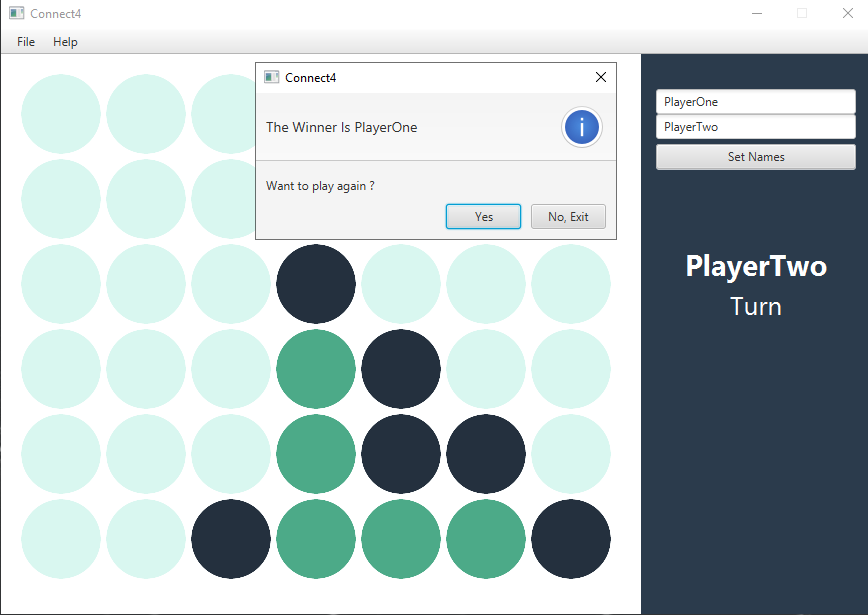 Connect4
File Help
Connect4
The Winner Is PlayerOne
i
Want to play again ?
Yes No, Exit
PlayerOne
PlayerTwo
Set Names
PlayerTwo
Turn